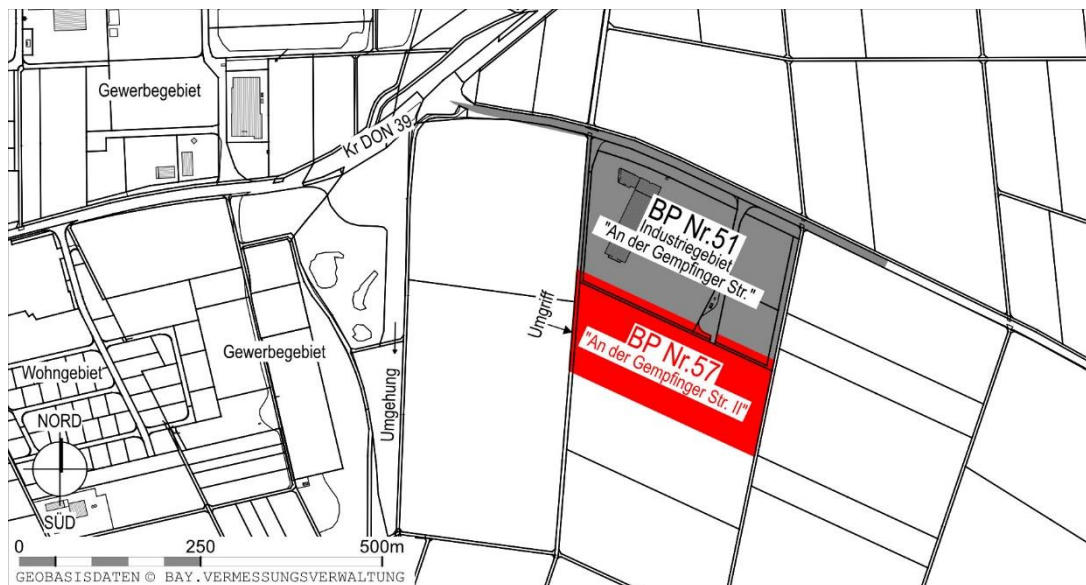 Gewerbegebiet
Kr DON 39
BP Nr.51
Industriegebiet
"An der Gempfinger Str."
Umgriff
BP Nr.57
"An der Gempfinger Str. II"
Gewerbegebiet
Umgehung
Wohngebiet
NORD
SÜD
0 250 500m
GEOBASISDATEN © BAY.VERMESSUNGSVERWALTUNG